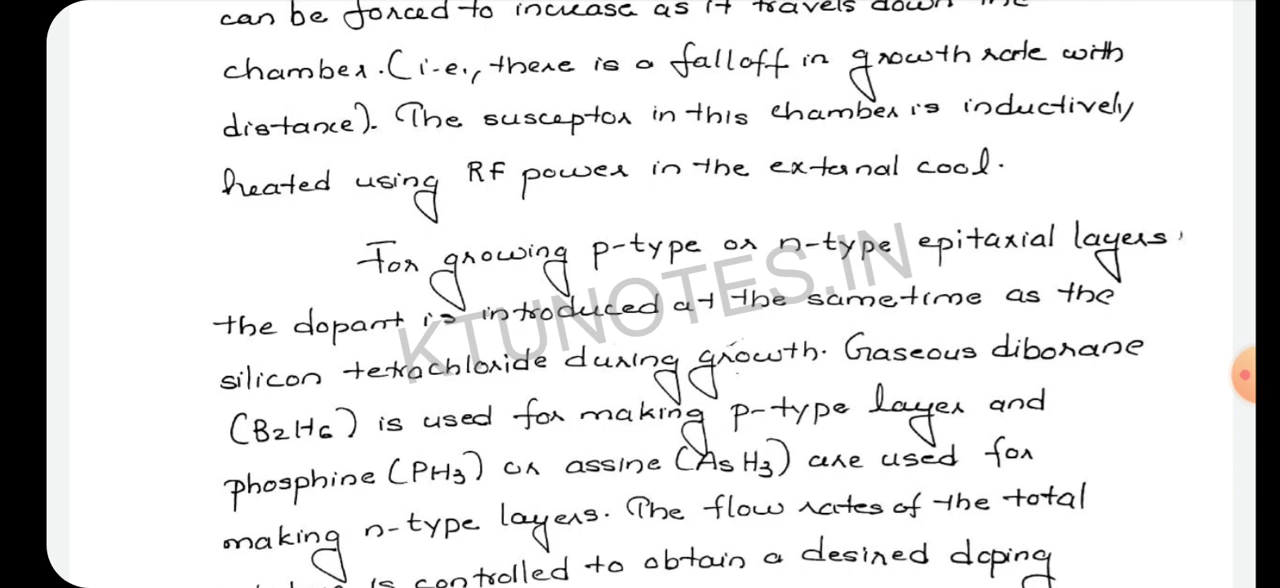 can be forced to increase as it travels down the
chamber. (i.e., there is a falloff in growth rate with
distance). The susceptor in this chamber is inductively
heated using RF power in the external cool.
For growing p-type or n-type epitaxial layers,
the dopant is introduced at the sametime as the
silicon tetrachloride during growth. Gaseous diborane
(B2H6) is used for making p-type layer and
phosphine (PH3) or assine (AsH3) are used for
making n-type layers. The flow rates of the total
is controlled to obtain a desired doping
KTUNOTES.IN